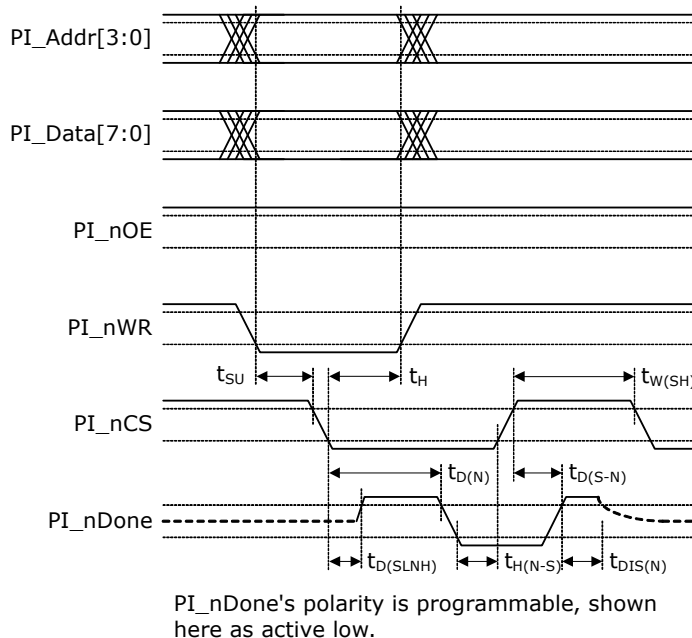 PI_Addr[3:0]
PI_Data[7:0]
PI_nOE
PI_nWR
tSU
tH
tW(SH)
PI_nCS
tD(N)
tD(S-N)
PI_nDone
tD(SLNH)
tH(N-S)
tDIS(N)
PI_nDone's polarity is programmable, shown
here as active low.